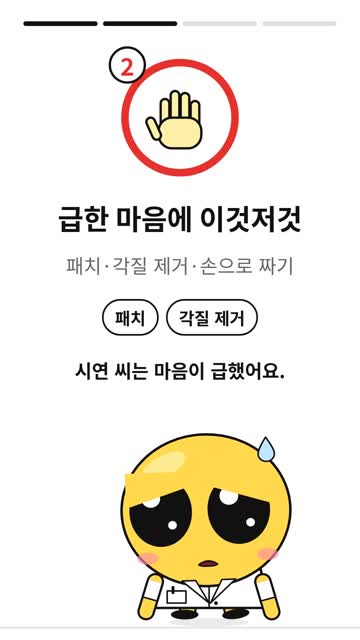 2
급한 마음에 이것저것
패치·각질 제거·손으로 짜기
패치 각질 제거
시연 씨는 마음이 급했어요.